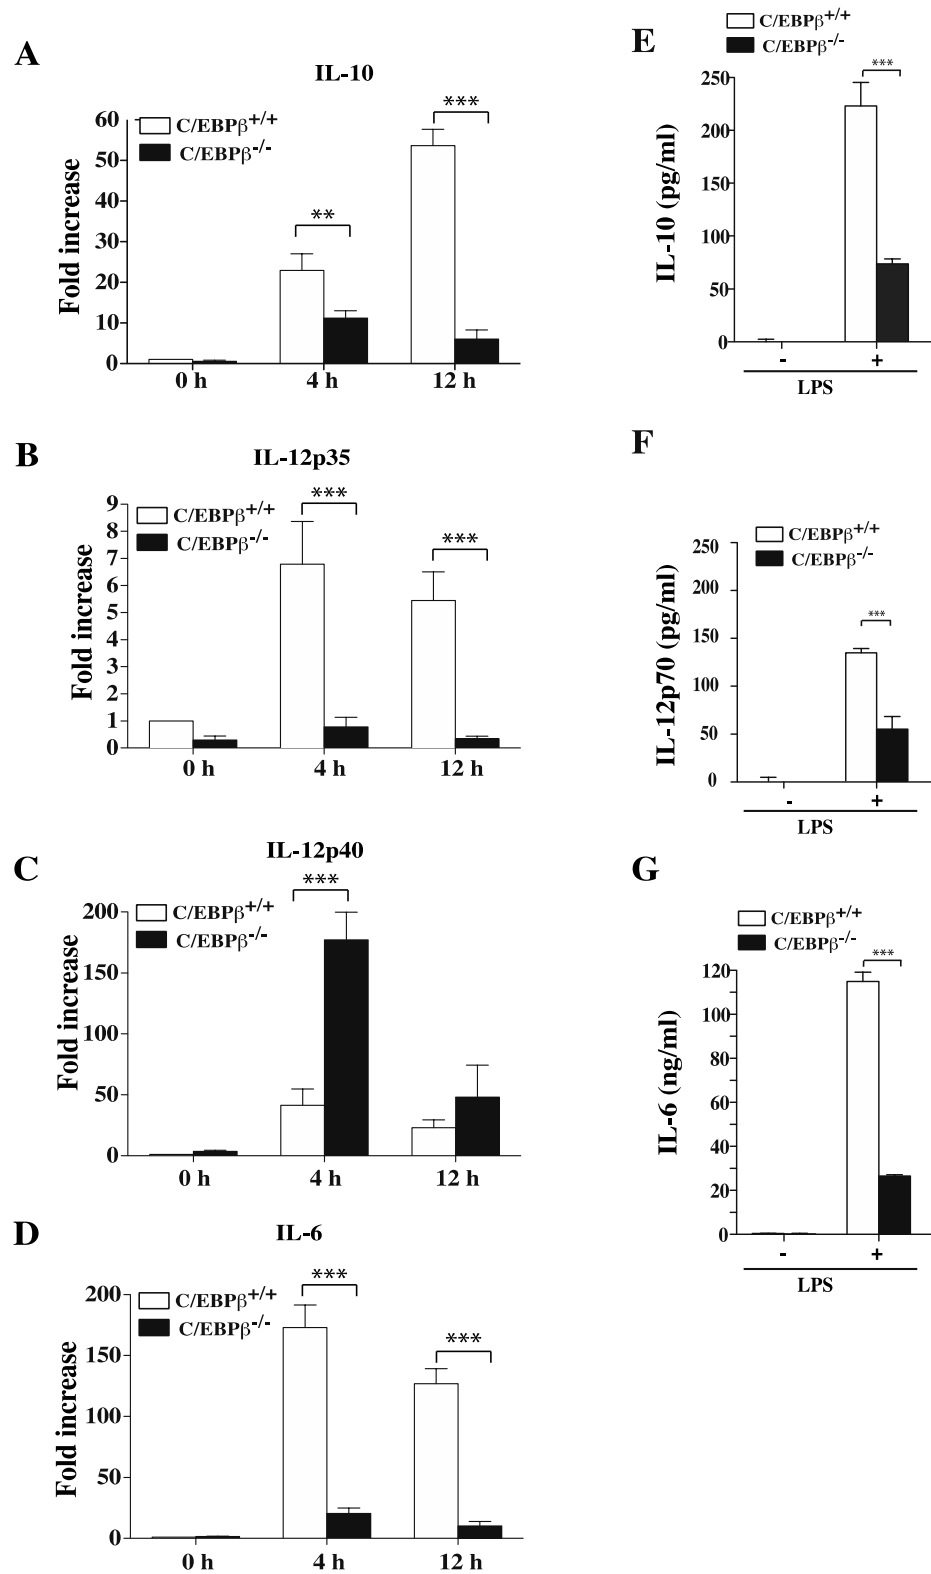 A
IL-10
C/EBPβ+/+
C/EBPβ-/-
Fold increase
60
50
40
30
20
10
0
**
***
0 h 4 h 12 h
B
IL-12p35
C/EBPβ+/+
C/EBPβ-/-
Fold increase
9
8
7
6
5
4
3
2
1
0
***
***
0 h 4 h 12 h
C
IL-12p40
C/EBPβ+/+
C/EBPβ-/-
Fold increase
200
150
100
50
0
***
0 h 4 h 12 h
D
IL-6
C/EBPβ+/+
C/EBPβ-/-
Fold increase
200
150
100
50
0
***
***
0 h 4 h 12 h
E
C/EBPβ+/+
C/EBPβ-/-
IL-10 (pg/ml)
250
200
150
100
50
0
***
- +
LPS
F
C/EBPβ+/+
C/EBPβ-/-
IL-12p70 (pg/ml)
250
200
150
100
50
0
***
- +
LPS
G
C/EBPβ+/+
C/EBPβ-/-
IL-6 (ng/ml)
120
100
80
60
40
20
0
***
- +
LPS